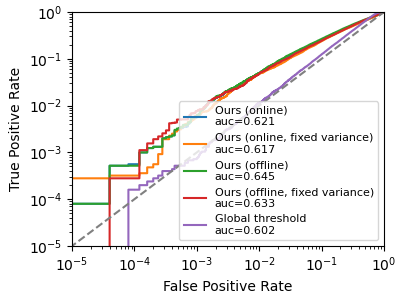 10⁰
10⁻¹
10⁻²
10⁻³
10⁻⁴
10⁻⁵
True Positive Rate
Ours (online)
auc=0.621
Ours (online, fixed variance)
auc=0.617
Ours (offline)
auc=0.645
Ours (offline, fixed variance)
auc=0.633
Global threshold
auc=0.602
10⁻⁵ 10⁻⁴ 10⁻³ 10⁻² 10⁻¹ 10⁰
False Positive Rate